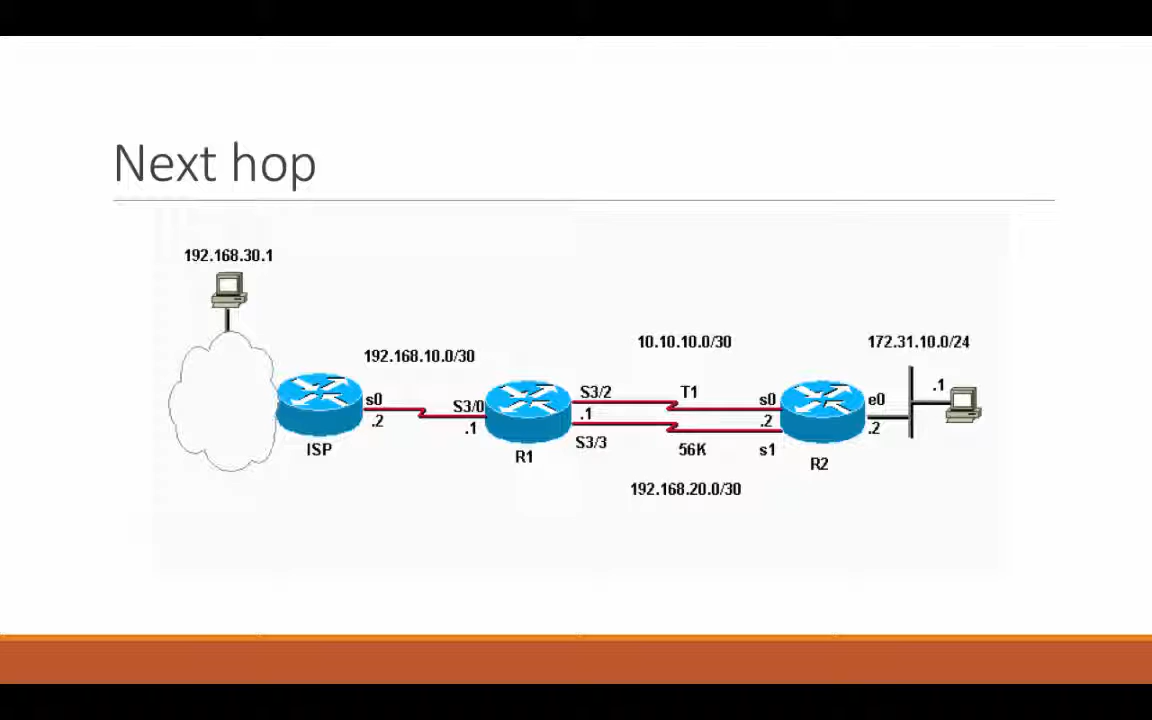 Next hop
192.168.30.1
10.10.10.0/30
172.31.10.0/24
192.168.10.0/30
s0
.2
S3/0
.1
S3/2
.1
S3/3
T1
56K
s0
.2
s1
e0
.2
.1
ISP
R1
R2
192.168.20.0/30